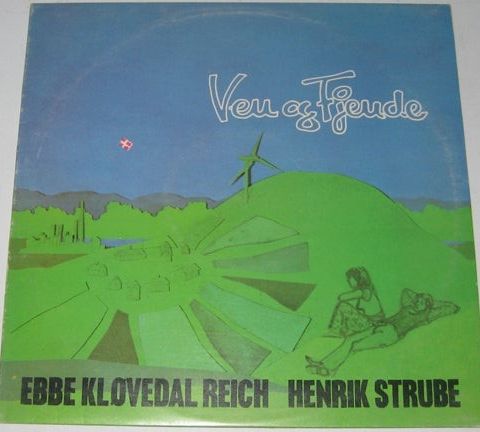 Ven og Fjende
EBBE KLØVEDAL REICH HENRIK STRUBE